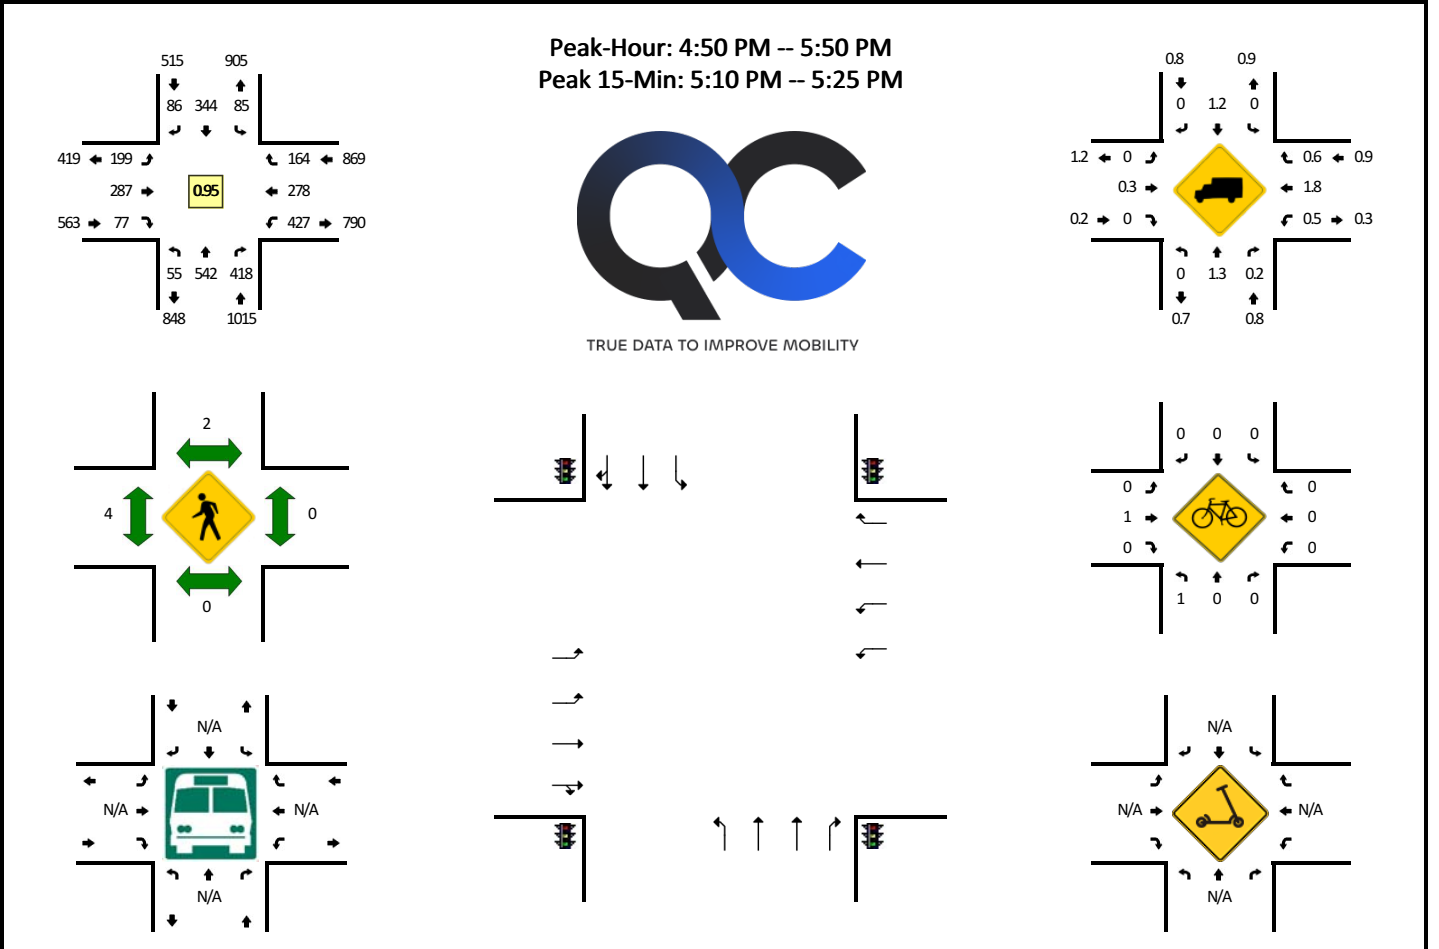 Peak-Hour: 4:50 PM -- 5:50 PM
Peak 15-Min: 5:10 PM -- 5:25 PM
515 905
86 344 85
419 199 164 869
287 0.95 278
563 77 427 790
55 542 418
848 1015
QC
TRUE DATA TO IMPROVE MOBILITY
0.8 0.9
0 1.2 0
1.2 0 0.6 0.9
0.3 1.8
0.2 0 0.5 0.3
0 1.3 0.2
0.7 0.8
2
4 0
0
0 0 0
0 0
1 0
0 0
1 0 0
N/A
N/A N/A
N/A
N/A
N/A N/A
N/A